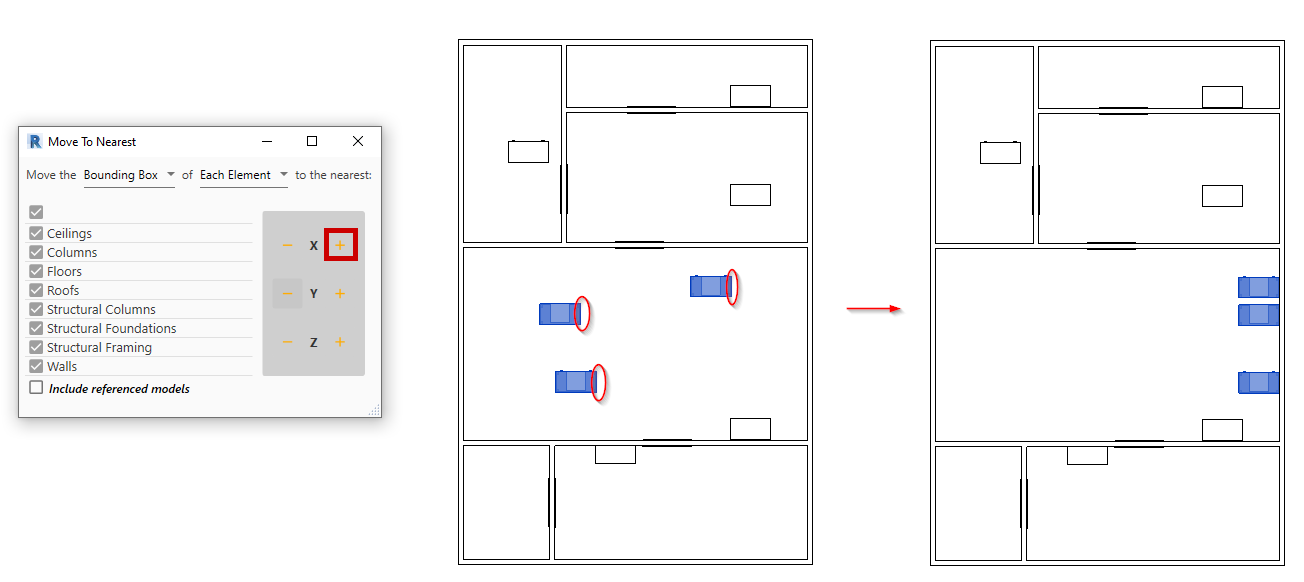 R Move To Nearest
Move the Bounding Box of Each Element to the nearest:
Ceilings
Columns
Floors
Roofs
Structural Columns
Structural Foundations
Structural Framing
Walls
Include referenced models
− X +
− Y +
− Z +